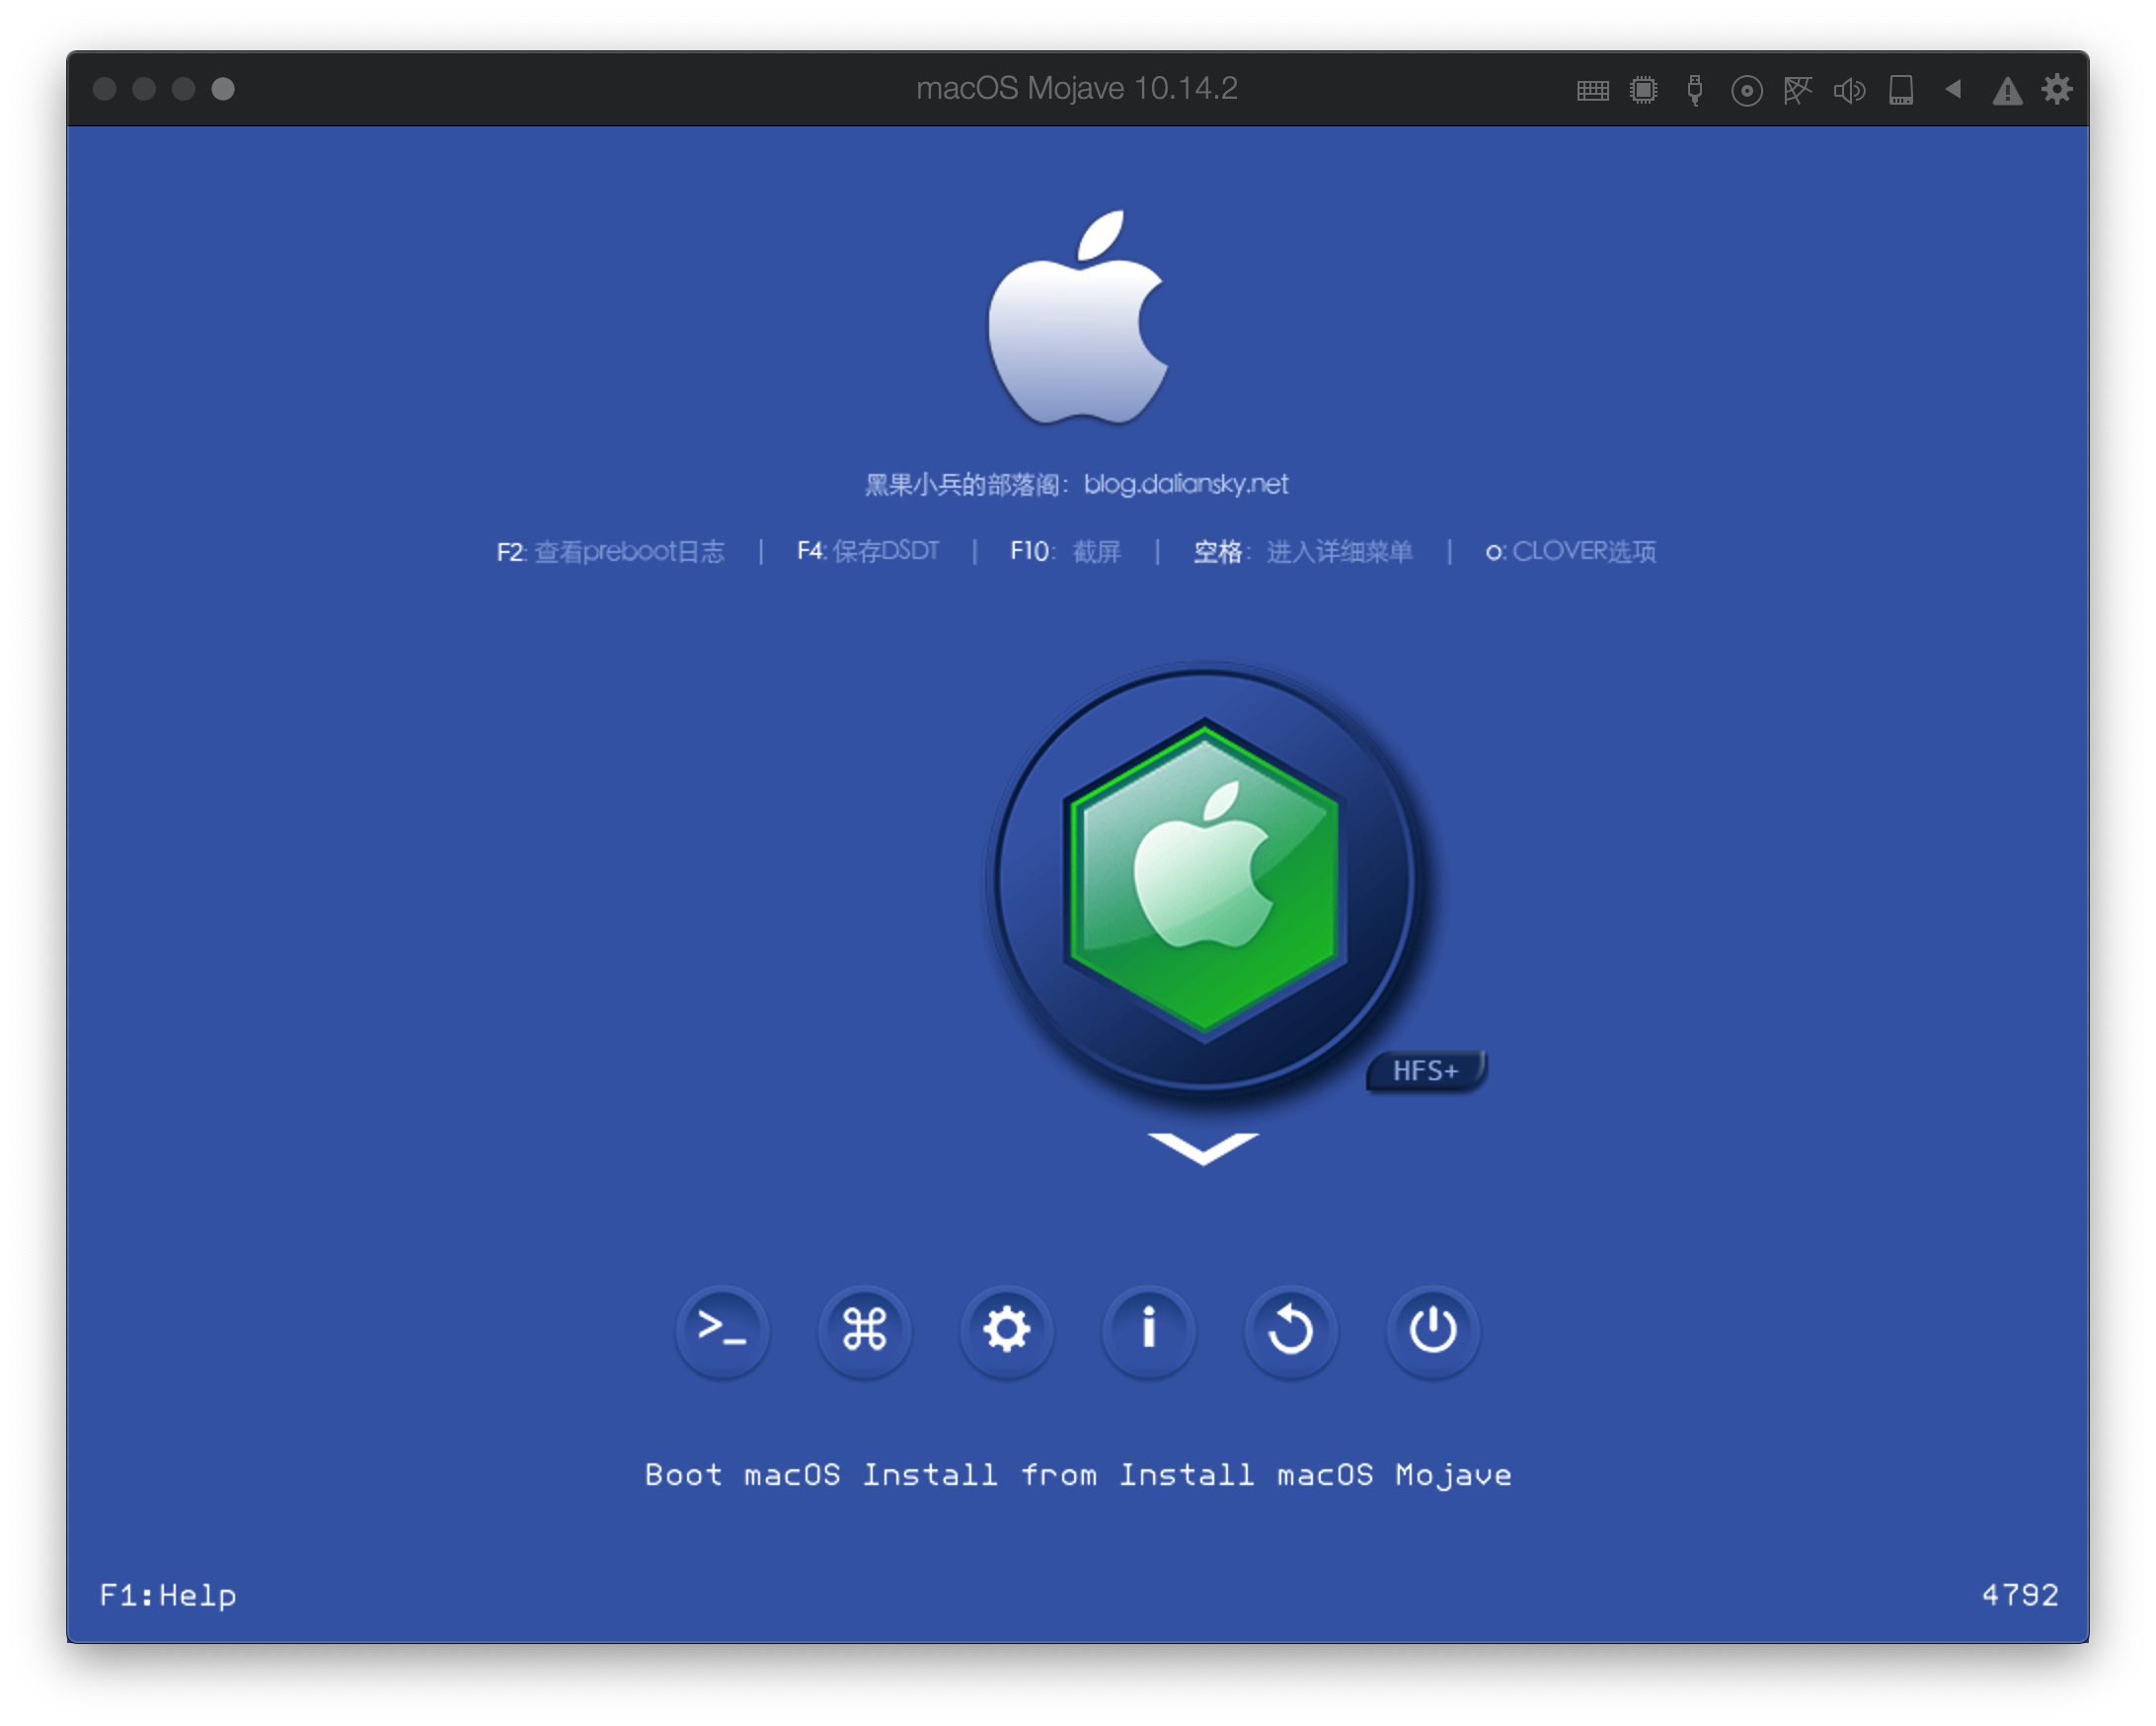 macOS Mojave 10.14.2
黑果小兵的部落阁：blog.daliansky.net
F2: 查看preboot日志 | F4: 保存DSDT | F10: 截屏 | 空格: 进入详细菜单 | o: CLOVER选项
HFS+
>_
i
Boot macOS Install from Install macOS Mojave
F1:Help 4792